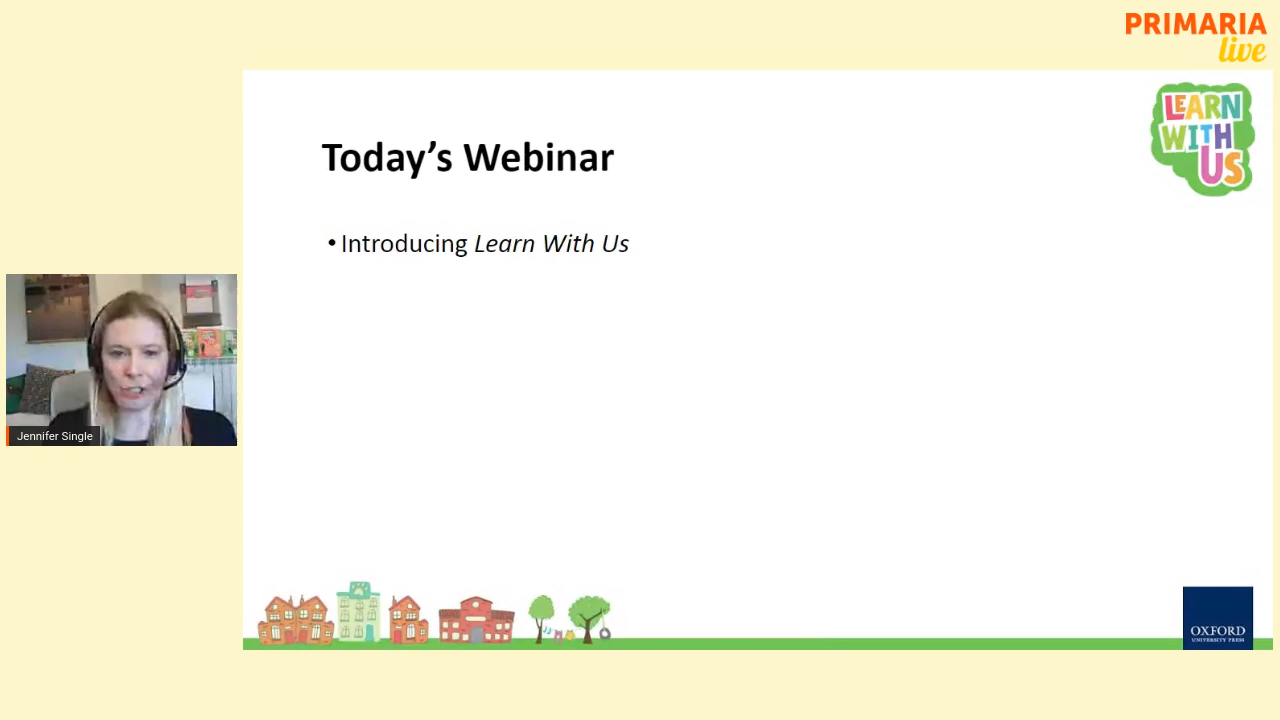 PRIMARIA
live
LEARN
WITH
US
Today's Webinar
• Introducing Learn With Us
Jennifer Single
OXFORD
UNIVERSITY PRESS